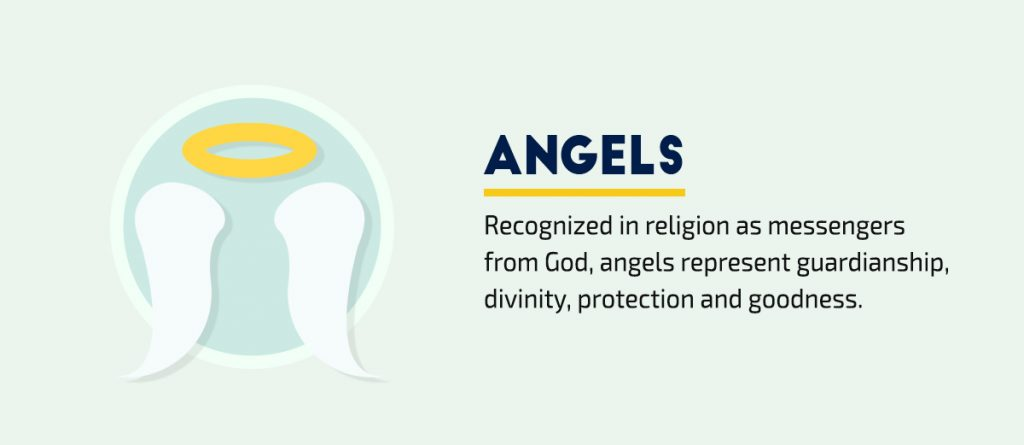 ANGELS
Recognized in religion as messengers
from God, angels represent guardianship,
divinity, protection and goodness.